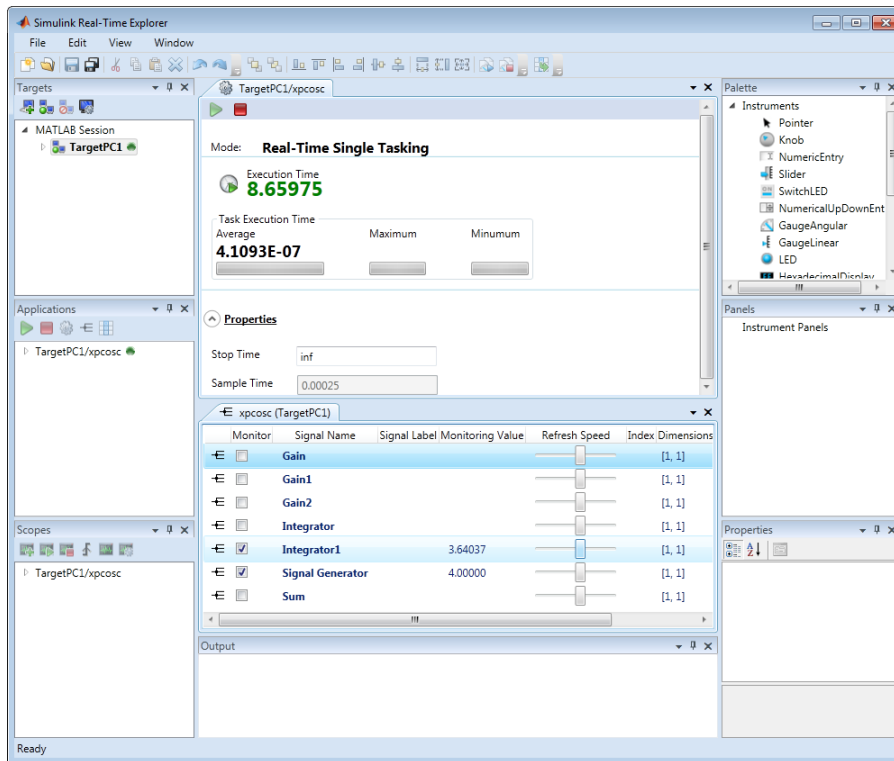 Simulink Real-Time Explorer
File Edit View Window
Targets
MATLAB Session
TargetPC1
Applications
TargetPC1/xpcosc
Scopes
TargetPC1/xpcosc
TargetPC1/xpcosc
Mode: Real-Time Single Tasking
Execution Time
8.65975
Task Execution Time
Average Maximum Minumum
4.1093E-07
Properties
Stop Time inf
Sample Time 0.00025
xpcosc (TargetPC1)
Monitor Signal Name Signal Label Monitoring Value Refresh Speed Index Dimensions
Gain [1, 1]
Gain1 [1, 1]
Gain2 [1, 1]
Integrator [1, 1]
Integrator1 3.64037 [1, 1]
Signal Generator 4.00000 [1, 1]
Sum [1, 1]
Output
Palette
Instruments
Pointer
Knob
NumericEntry
Slider
SwitchLED
NumericalUpDownEnt
GaugeAngular
GaugeLinear
LED
HexadecimalDisplay
Panels
Instrument Panels
Properties
Ready